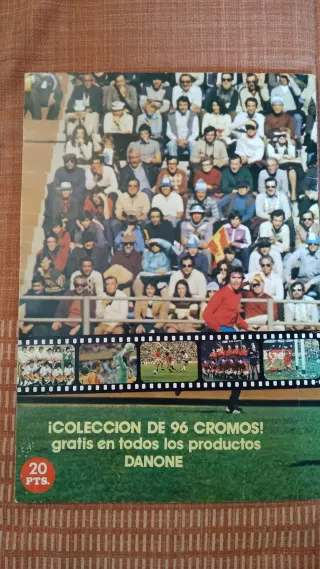 ¡COLECCION DE 96 CROMOS!
gratis en todos los productos
DANONE
20
PTS.